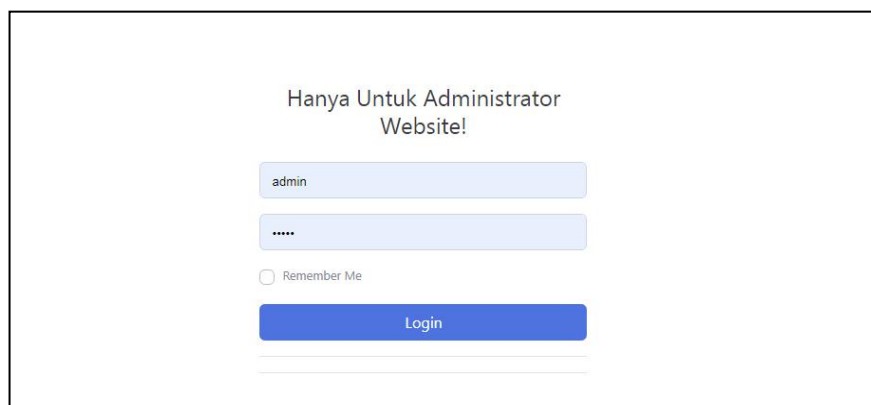 Hanya Untuk Administrator
Website!
admin
•••••
Remember Me
Login